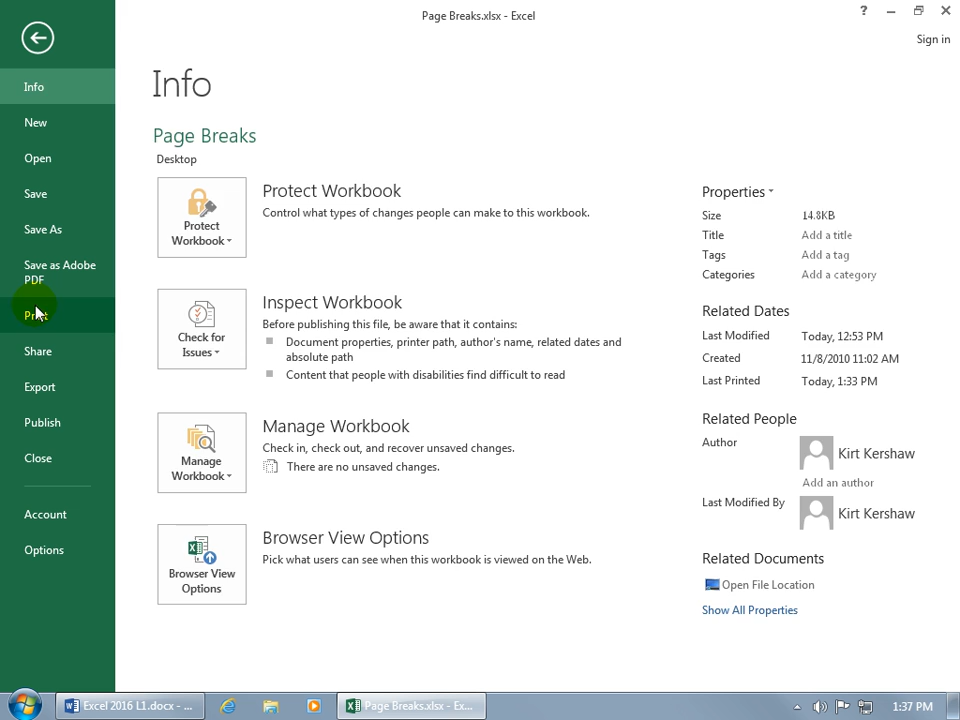 Page Breaks.xlsx - Excel
?
Sign in
Info
New
Open
Save
Save As
Save as Adobe
PDF
Print
Share
Export
Publish
Close
Account
Options
Info
Page Breaks
Desktop
Protect
Workbook
Protect Workbook
Control what types of changes people can make to this workbook.
Check for
Issues
Inspect Workbook
Before publishing this file, be aware that it contains:
Document properties, printer path, author's name, related dates and
absolute path
Content that people with disabilities find difficult to read
Manage
Workbook
Manage Workbook
Check in, check out, and recover unsaved changes.
There are no unsaved changes.
Browser View
Options
Browser View Options
Pick what users can see when this workbook is viewed on the Web.
Properties
Size 14.8KB
Title Add a title
Tags Add a tag
Categories Add a category
Related Dates
Last Modified Today, 12:53 PM
Created 11/8/2010 11:02 AM
Last Printed Today, 1:33 PM
Related People
Author Kirt Kershaw
Add an author
Last Modified By Kirt Kershaw
Related Documents
Open File Location
Show All Properties
Excel 2016 L1.docx - ...
Page Breaks.xlsx - Ex...
1:37 PM